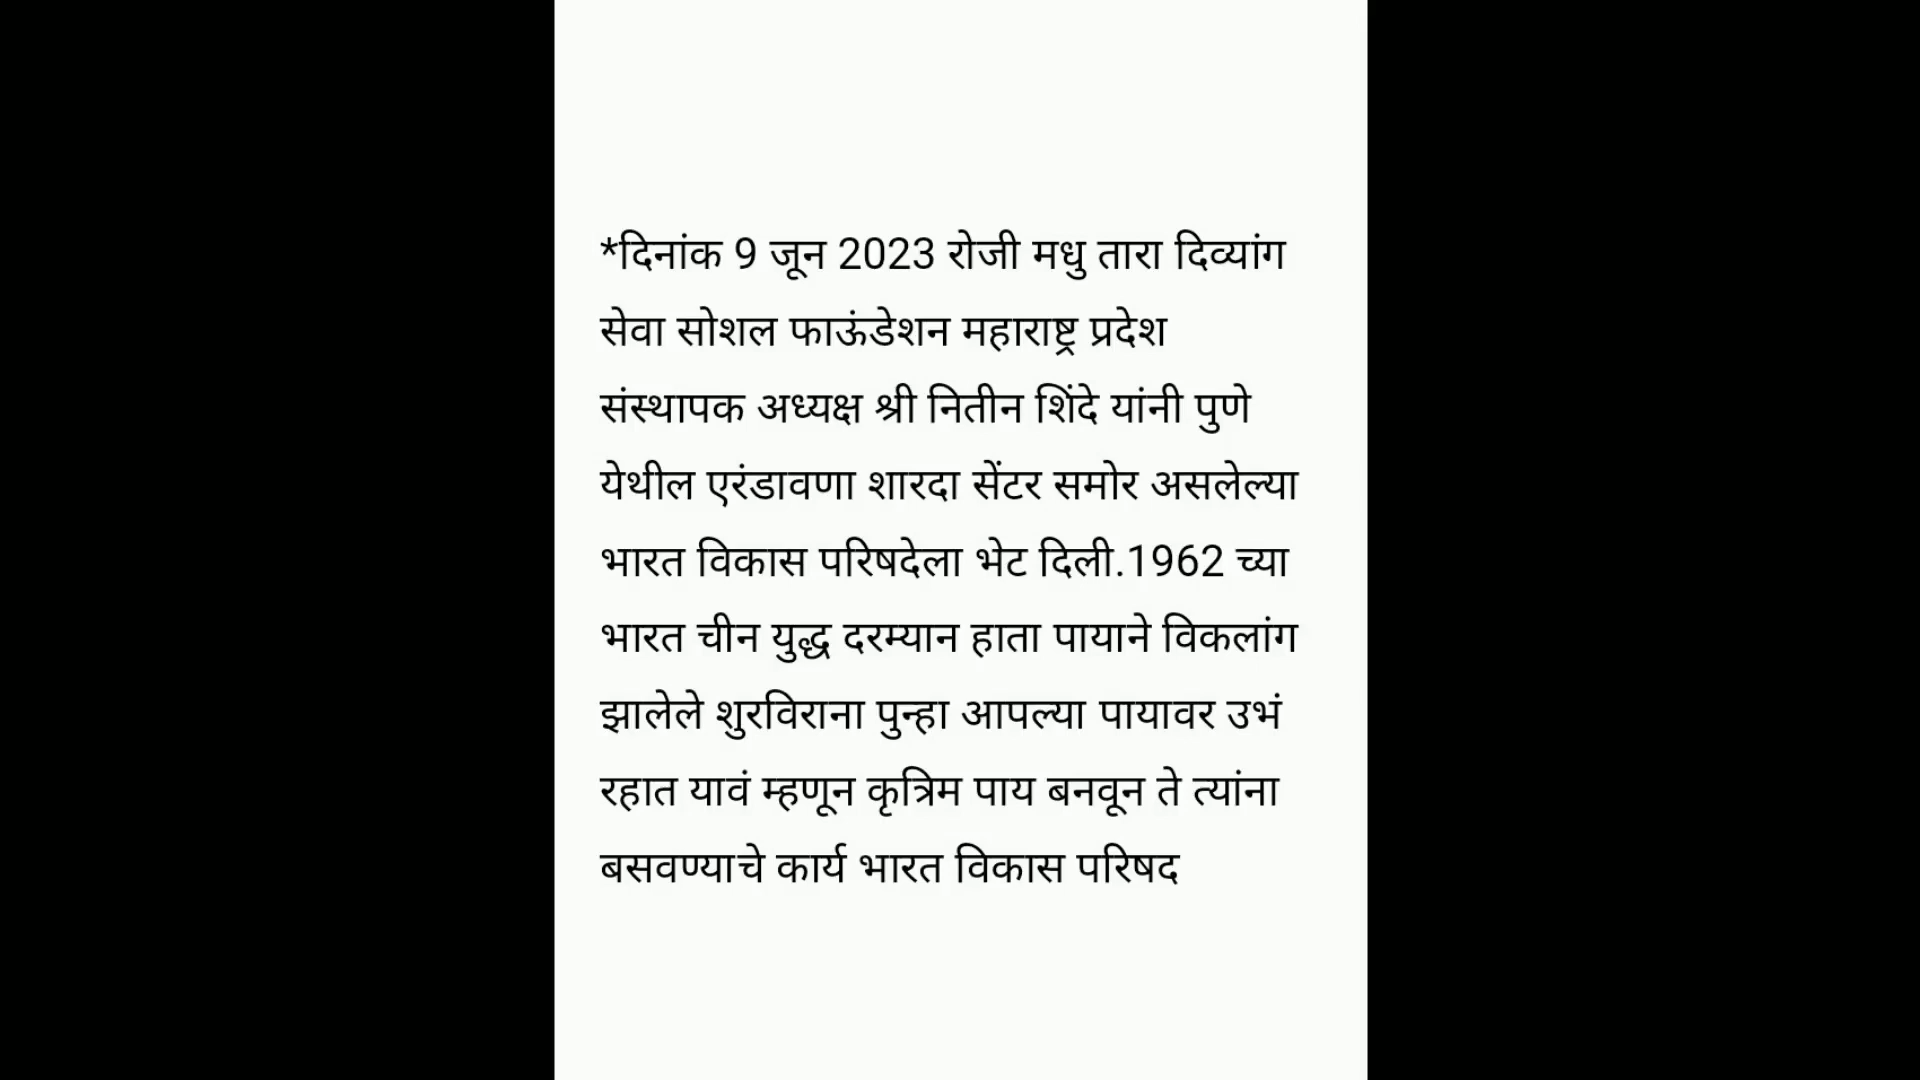 *दिनांक 9 जून 2023 रोजी मधु तारा दिव्यांग
सेवा सोशल फाऊंडेशन महाराष्ट्र प्रदेश
संस्थापक अध्यक्ष श्री नितीन शिंदे यांनी पुणे
येथील एरंडावणा शारदा सेंटर समोर असलेल्या
भारत विकास परिषदेला भेट दिली.1962 च्या
भारत चीन युद्ध दरम्यान हाता पायाने विकलांग
झालेले शुरविराना पुन्हा आपल्या पायावर उभं
रहात यावं म्हणून कृत्रिम पाय बनवून ते त्यांना
बसवण्याचे कार्य भारत विकास परिषद